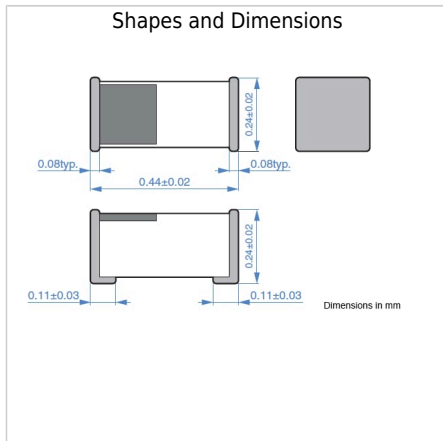 Shapes and Dimensions
0.24±0.02
0.08typ.
0.08typ.
0.44±0.02
0.24±0.02
0.11±0.03
0.11±0.03
Dimensions in mm